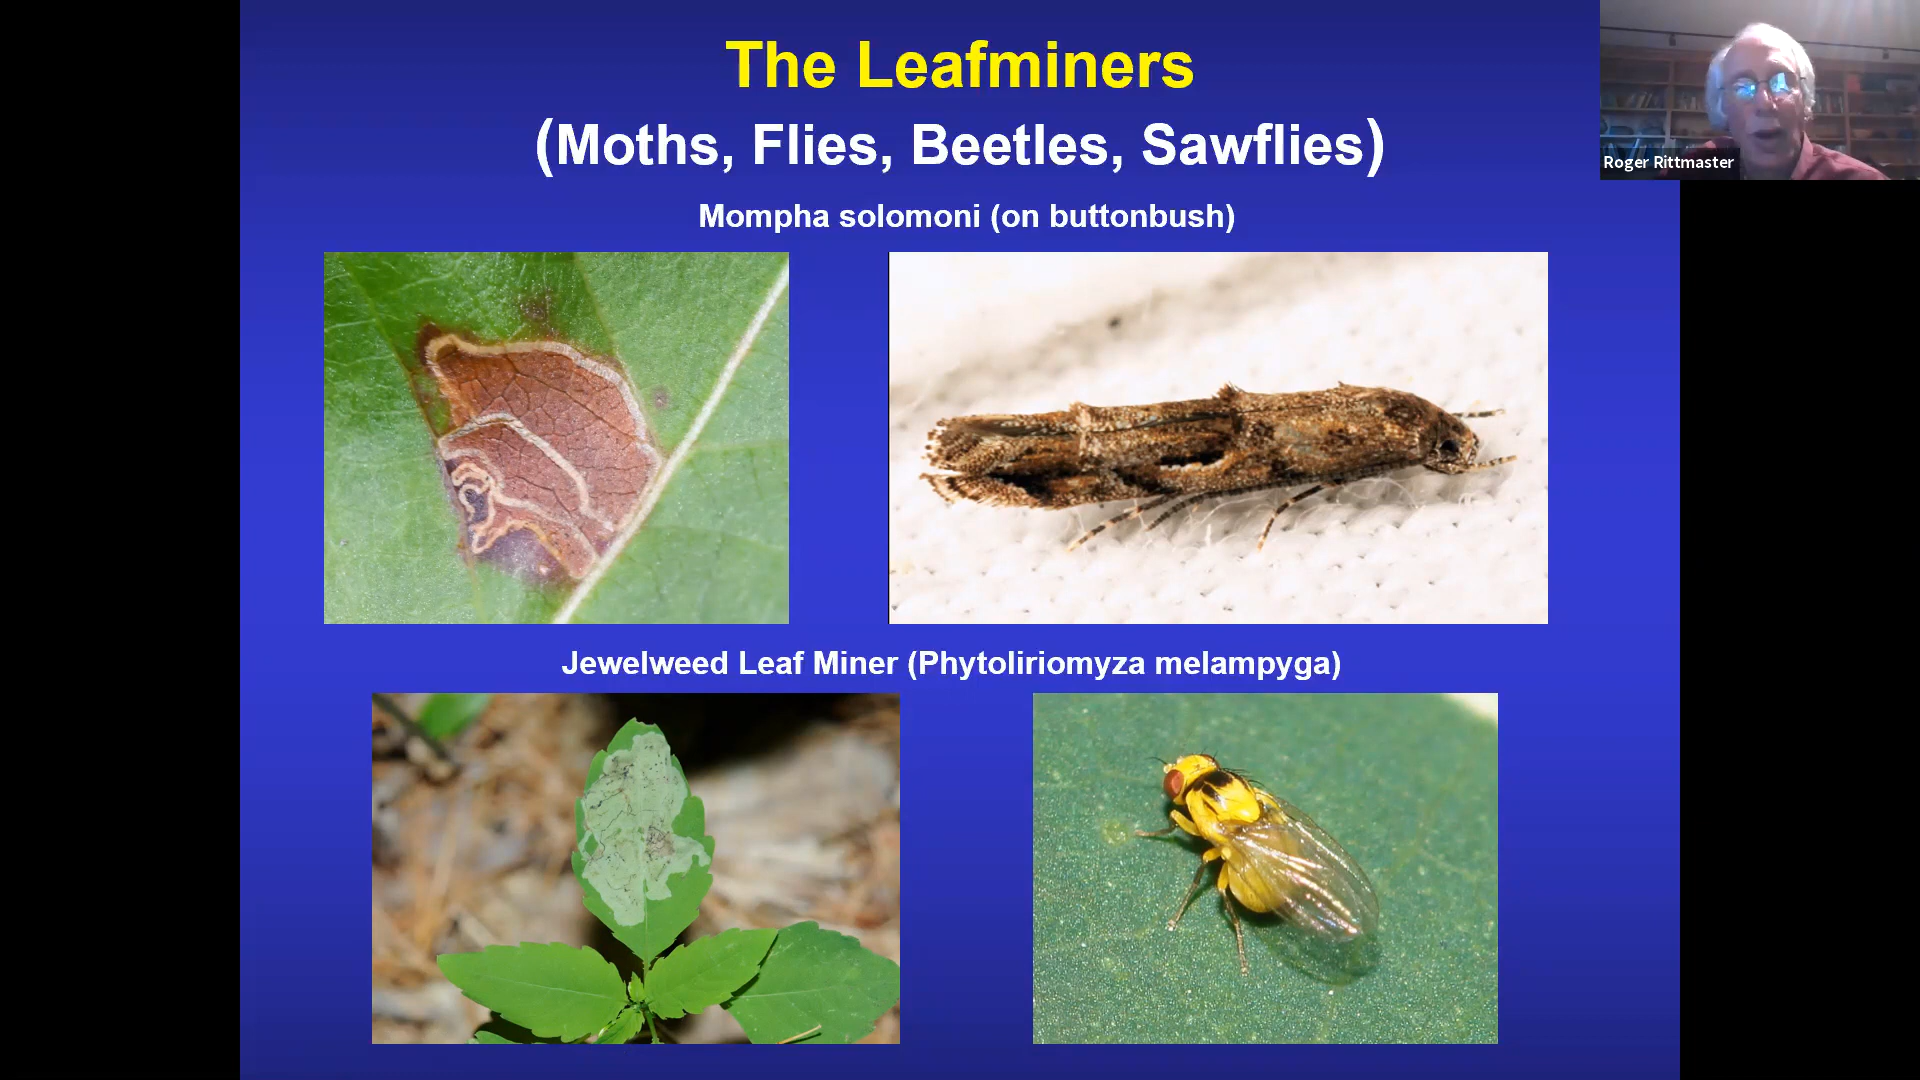 The Leafminers
(Moths, Flies, Beetles, Sawflies)
Roger Rittmaster
Mompha solomoni (on buttonbush)
Jewelweed Leaf Miner (Phytoliriomyza melampyga)